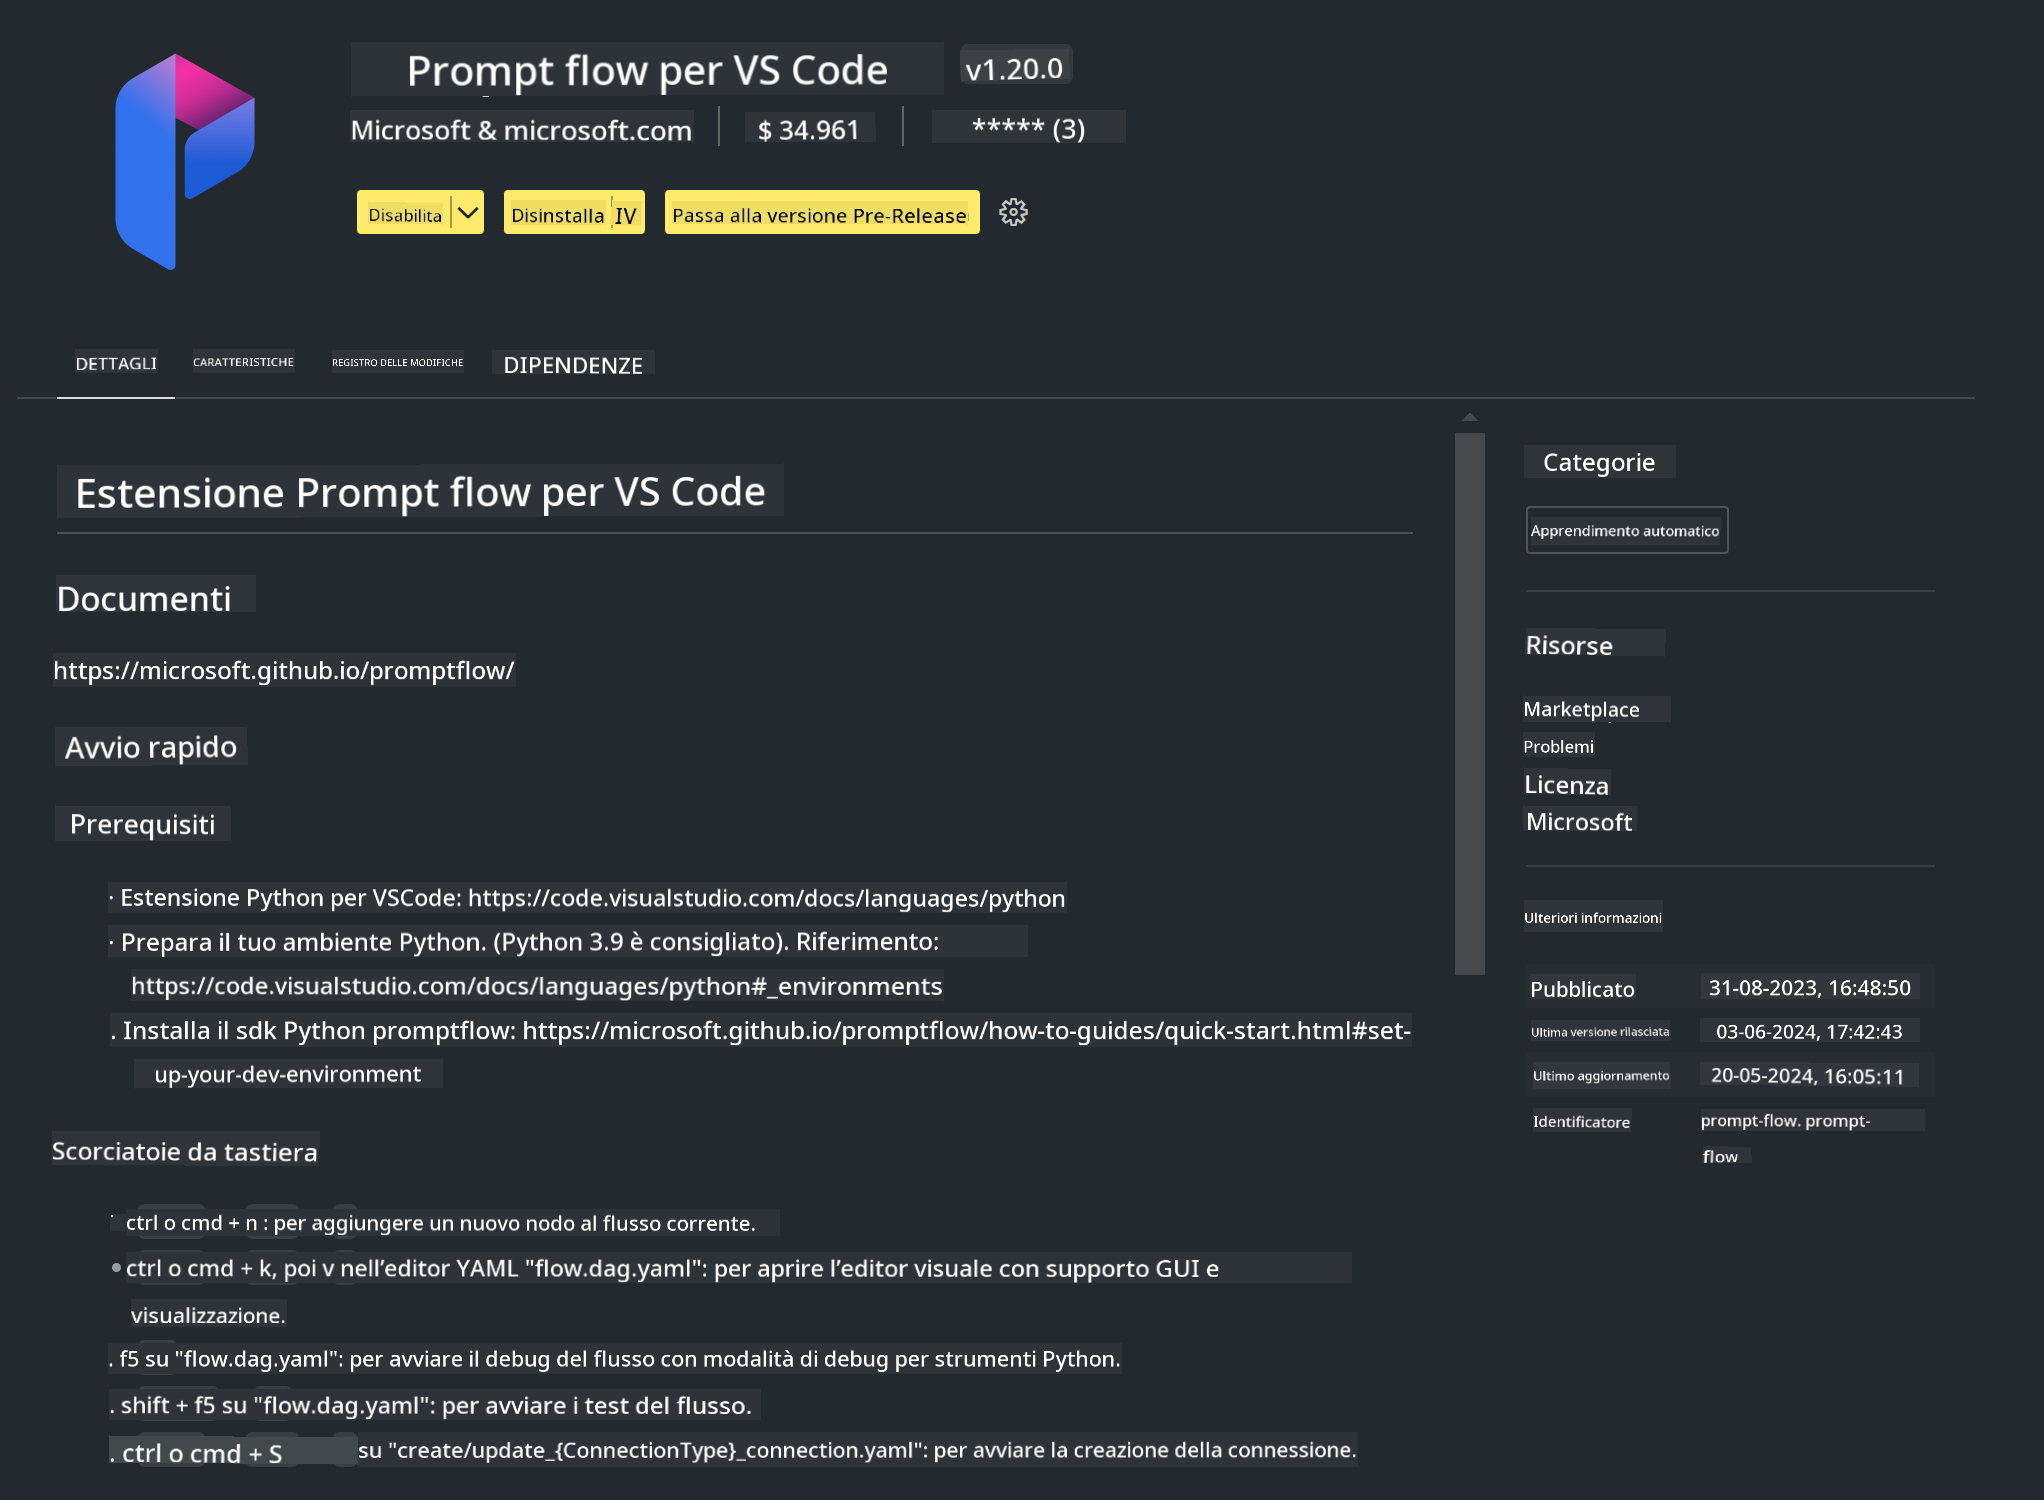 Prompt flow per VS Code v1.20.0
Microsoft & microsoft.com $ 34.961 ***** (3)
Disabilita Disinstalla IV Passa alla versione Pre-Release
DETTAGLI CARATTERISTICHE REGISTRO DELLE MODIFICHE DIPENDENZE
Estensione Prompt flow per VS Code
Documenti
https://microsoft.github.io/promptflow/
Avvio rapido
Prerequisiti
· Estensione Python per VSCode: https://code.visualstudio.com/docs/languages/python
· Prepara il tuo ambiente Python. (Python 3.9 è consigliato). Riferimento:
https://code.visualstudio.com/docs/languages/python#_environments
. Installa il sdk Python promptflow: https://microsoft.github.io/promptflow/how-to-guides/quick-start.html#set-
up-your-dev-environment
Scorciatoie da tastiera
· ctrl o cmd + n : per aggiungere un nuovo nodo al flusso corrente.
• ctrl o cmd + k, poi v nell’editor YAML "flow.dag.yaml": per aprire l’editor visuale con supporto GUI e
visualizzazione.
. f5 su "flow.dag.yaml": per avviare il debug del flusso con modalità di debug per strumenti Python.
. shift + f5 su "flow.dag.yaml": per avviare i test del flusso.
. ctrl o cmd + S su "create/update_{ConnectionType}_connection.yaml": per avviare la creazione della connessione.
Categorie
Apprendimento automatico
Risorse
Marketplace
Problemi
Licenza
Microsoft
Ulteriori informazioni
Pubblicato 31-08-2023, 16:48:50
Ultima versione rilasciata 03-06-2024, 17:42:43
Ultimo aggiornamento 20-05-2024, 16:05:11
Identificatore prompt-flow. prompt-
flow